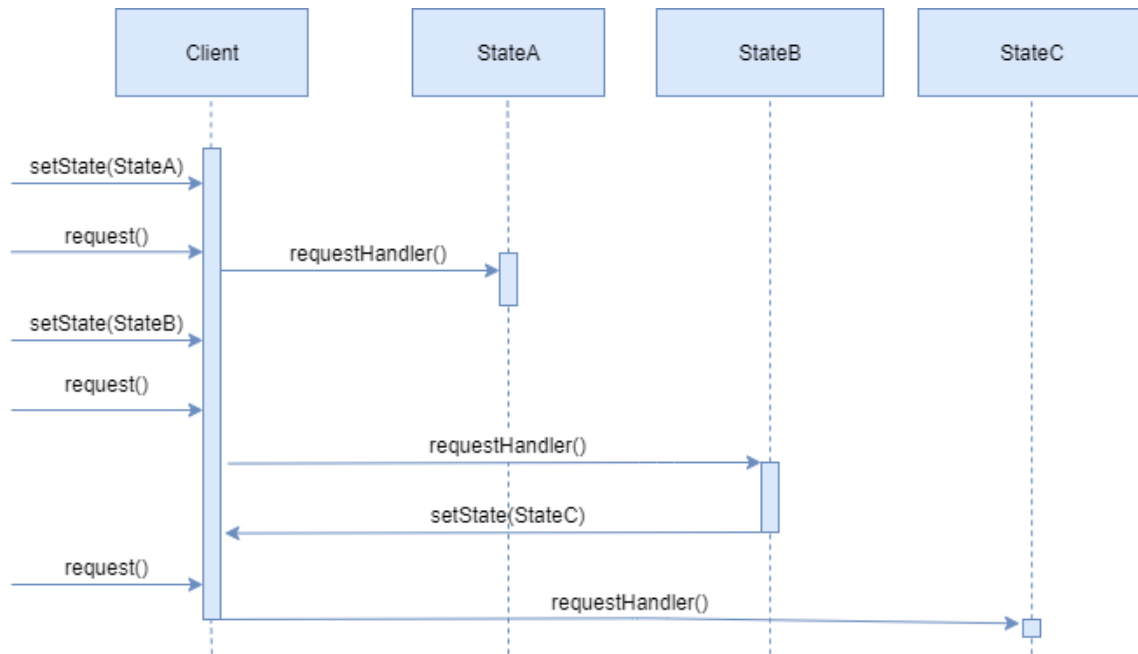 Client
StateA
StateB
StateC
setState(StateA)
request()
requestHandler()
setState(StateB)
request()
requestHandler()
setState(StateC)
request()
requestHandler()